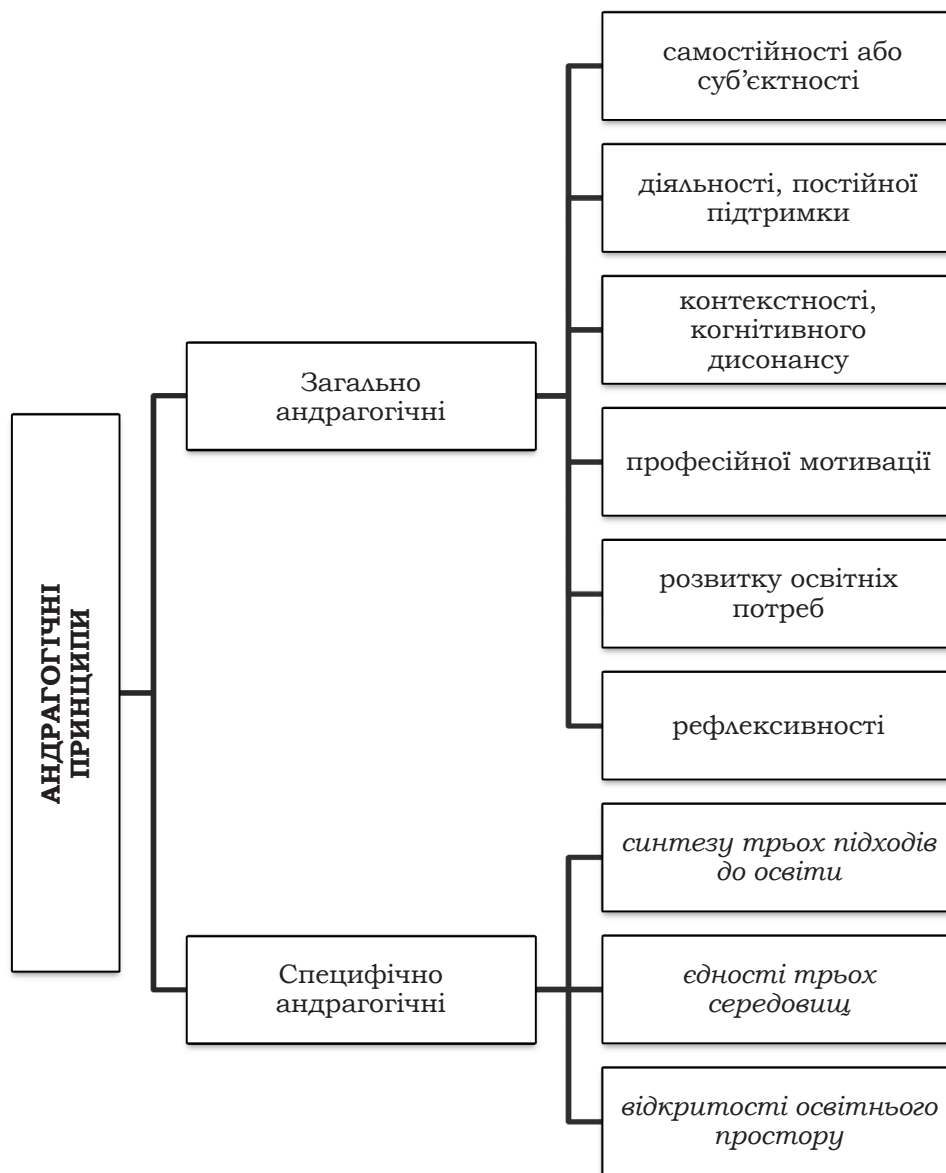 АНДРАГОГІЧНІ
ПРИНЦИПИ
Загально
андрагогічні
самостійності або
суб’єктності
діяльності, постійної
підтримки
контекстності,
когнітивного
дисонансу
професійної мотивації
розвитку освітніх
потреб
рефлексивності
Специфічно
андрагогічні
синтезу трьох підходів
до освіти
єдності трьох
середовищ
відкритості освітнього
простору